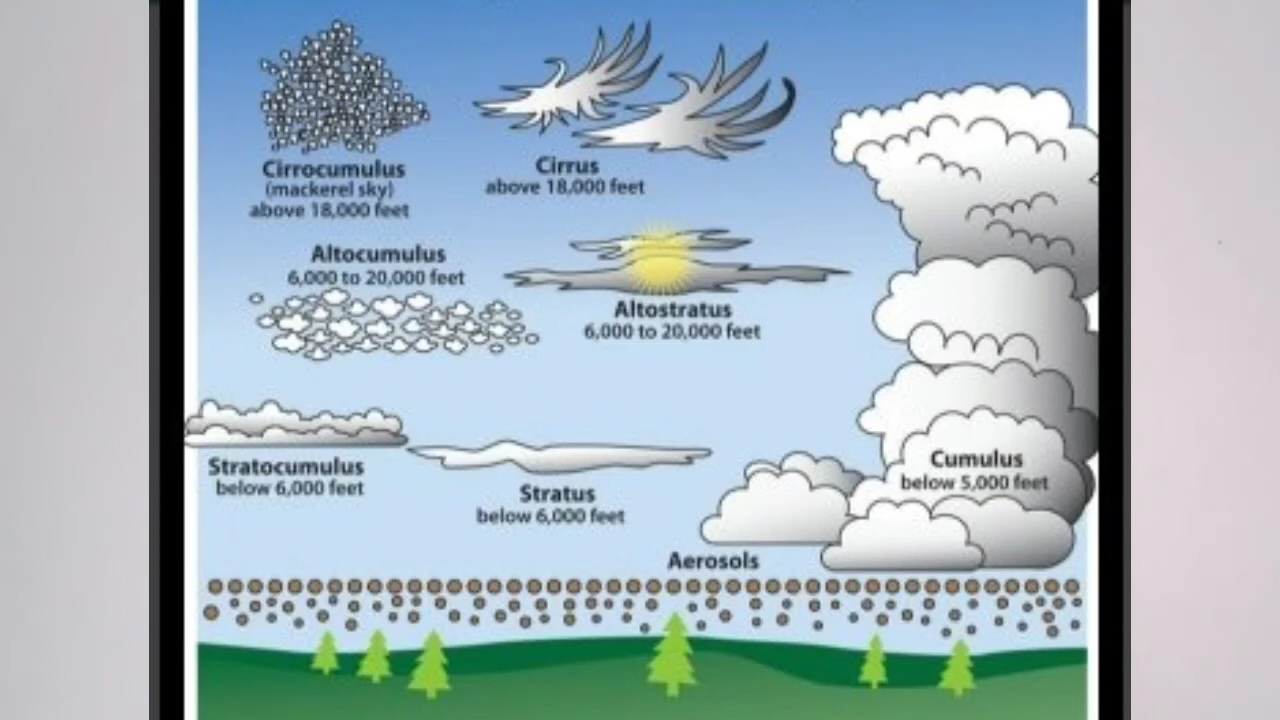 Cirrocumulus
(mackerel sky)
above 18,000 feet
Cirrus
above 18,000 feet
Altocumulus
6,000 to 20,000 feet
Altostratus
6,000 to 20,000 feet
Stratocumulus
below 6,000 feet
Stratus
below 6,000 feet
Cumulus
below 5,000 feet
Aerosols